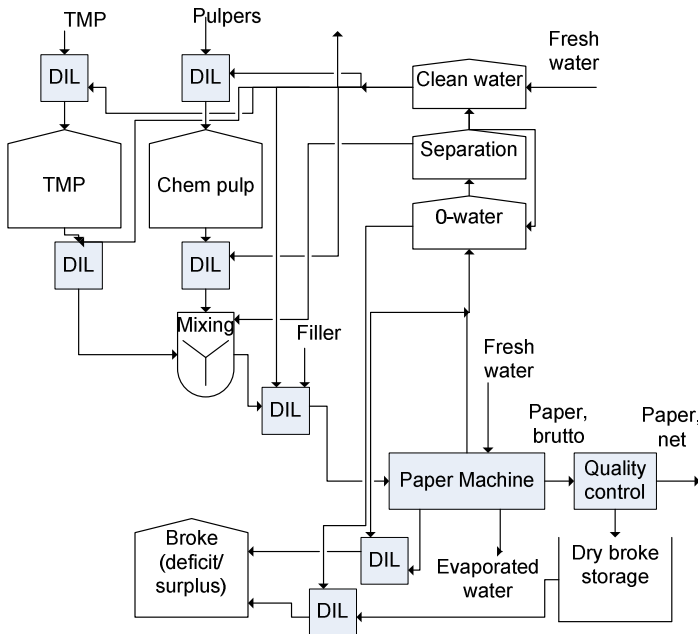 TMP
Pulpers
Fresh
water
DIL
DIL
Clean water
TMP
Chem pulp
Separation
0-water
DIL
DIL
Mixing
Filler
Fresh
water
DIL
Paper,
brutto
Paper,
net
Paper Machine
Quality
control
Broke
(deficit/
surplus)
DIL
Evaporated
water
Dry broke
storage
DIL